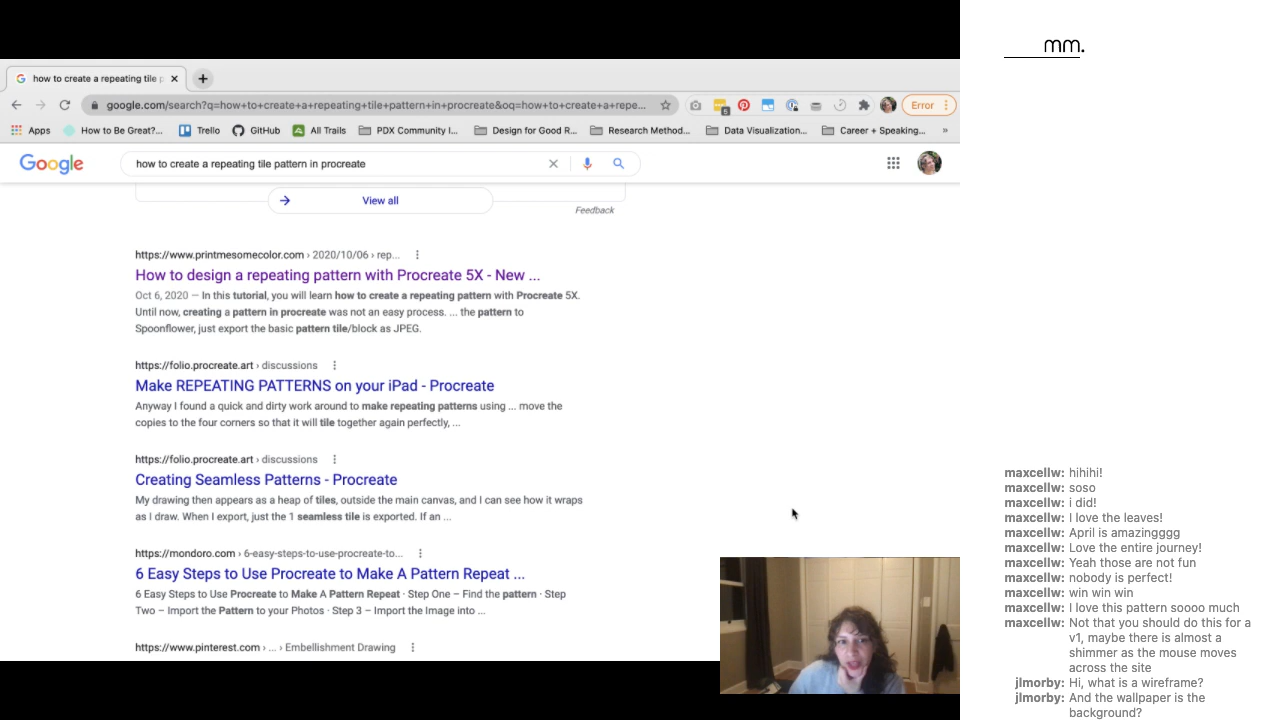 mm.
how to create a repeating tile p
google.com/search?q=how+to+create+a+repeating+tile+pattern+in+procreate&oq=how+to+create+a+repe...
Error
Apps
How to Be Great?...
Trello
GitHub
All Trails
PDX Community I...
Design for Good R...
Research Method...
Data Visualization...
Career + Speaking...
»
Google
how to create a repeating tile pattern in procreate
View all
Feedback
https://www.printmesomecolor.com › 2020/10/06 › rep...
How to design a repeating pattern with Procreate 5X - New ...
Oct 6, 2020 — In this tutorial, you will learn how to create a repeating pattern with Procreate 5X.
Until now, creating a pattern in procreate was not an easy process. ... the pattern to
Spoonflower, just export the basic pattern tile/block as JPEG.
https://folio.procreate.art › discussions
Make REPEATING PATTERNS on your iPad - Procreate
Anyway I found a quick and dirty work around to make repeating patterns using ... move the
copies to the four corners so that it will tile together again perfectly, ...
https://folio.procreate.art › discussions
Creating Seamless Patterns - Procreate
My drawing then appears as a heap of tiles, outside the main canvas, and I can see how it wraps
as I draw. When I export, just the 1 seamless tile is exported. If an ...
https://mondoro.com › 6-easy-steps-to-use-procreate-to...
6 Easy Steps to Use Procreate to Make A Pattern Repeat ...
6 Easy Steps to Use Procreate to Make A Pattern Repeat · Step One – Find the pattern · Step
Two – Import the Pattern to your Photos · Step 3 – Import the Image into ...
https://www.pinterest.com › ... › Embellishment Drawing
maxcellw: hihihi!
maxcellw: soso
maxcellw: i did!
maxcellw: I love the leaves!
maxcellw: April is amazingggg
maxcellw: Love the entire journey!
maxcellw: Yeah those are not fun
maxcellw: nobody is perfect!
maxcellw: win win win
maxcellw: I love this pattern soooo much
maxcellw: Not that you should do this for a
v1, maybe there is almost a
shimmer as the mouse moves
across the site
jlmorby: Hi, what is a wireframe?
jlmorby: And the wallpaper is the
background?